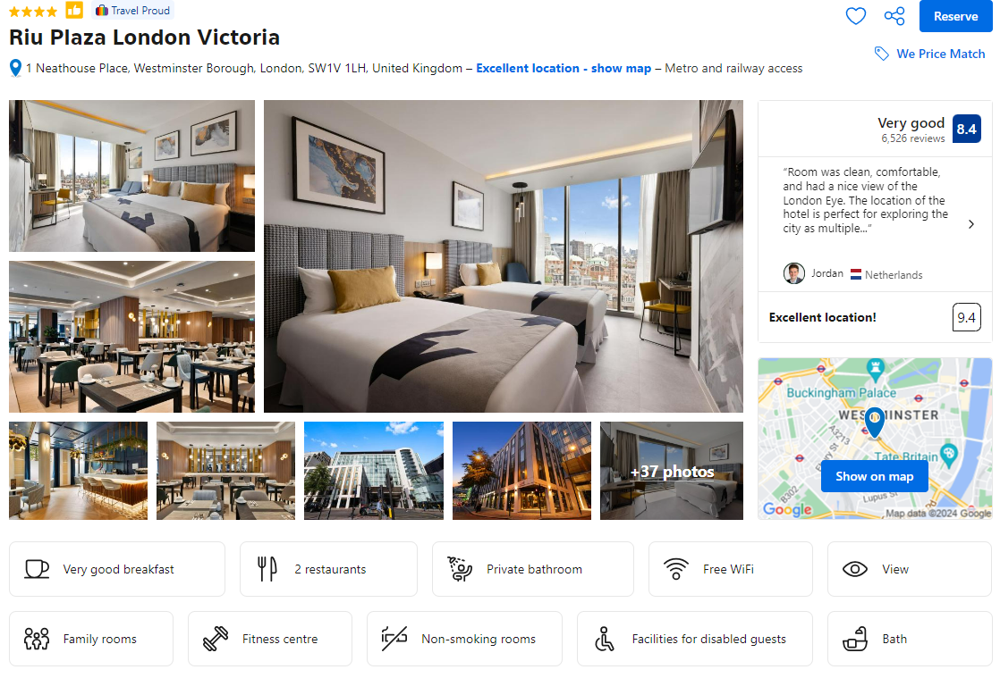 Travel Proud
Reserve
Riu Plaza London Victoria
We Price Match
1 Neathouse Place, Westminster Borough, London, SW1V 1LH, United Kingdom – Excellent location - show map – Metro and railway access
Very good
8.4
6,526 reviews
“Room was clean, comfortable,
and had a nice view of the
London Eye. The location of the
hotel is perfect for exploring the
city as multiple...”
Jordan
Netherlands
Excellent location!
9.4
Buckingham Palace
WESTMINSTER
A3213
Tate Britain
B302
Lupus St
Show on map
Google
Map data ©2024 Google
+37 photos
Very good breakfast
2 restaurants
Private bathroom
Free WiFi
View
Family rooms
Fitness centre
Non-smoking rooms
Facilities for disabled guests
Bath